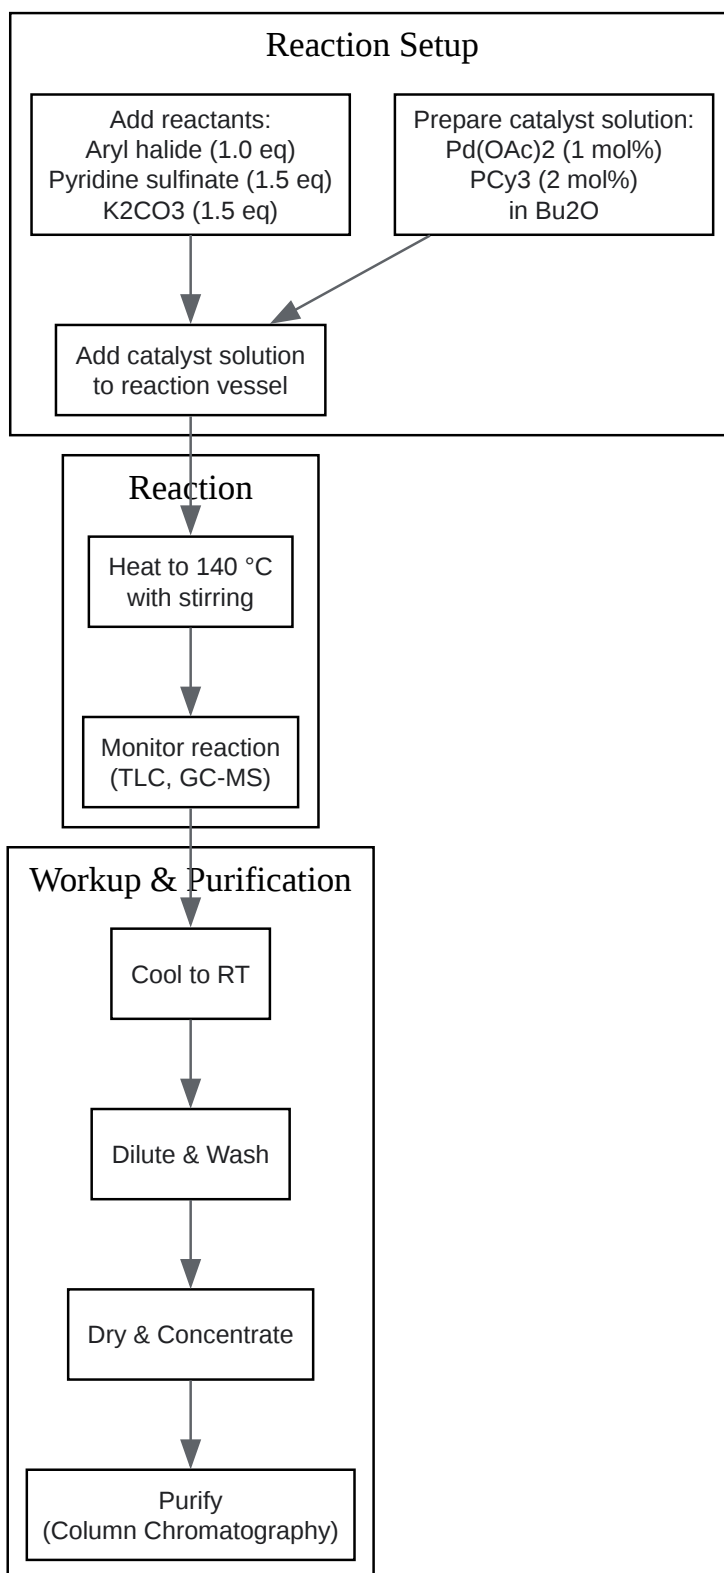 Reaction Setup
Add reactants:
Aryl halide (1.0 eq)
Pyridine sulfinate (1.5 eq)
K2CO3 (1.5 eq)
Prepare catalyst solution:
Pd(OAc)2 (1 mol%)
PCy3 (2 mol%)
in Bu2O
Add catalyst solution
to reaction vessel
Reaction
Heat to 140 °C
with stirring
Monitor reaction
(TLC, GC-MS)
Workup & Purification
Cool to RT
Dilute & Wash
Dry & Concentrate
Purify
(Column Chromatography)